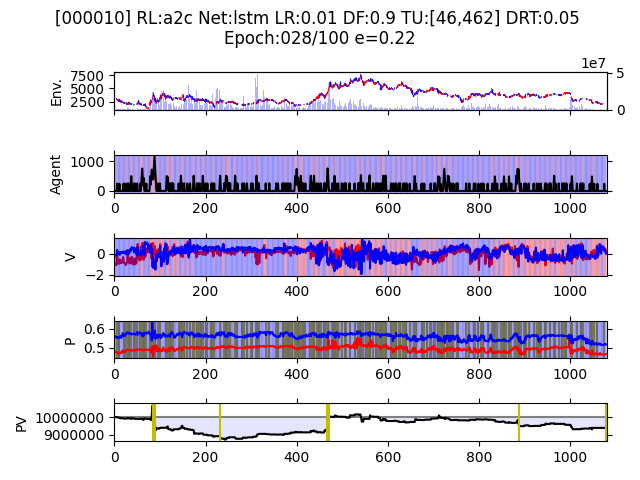 [000010] RL:a2c Net:lstm LR:0.01 DF:0.9 TU:[46,462] DRT:0.05
Epoch:028/100 e=0.22
1e7
Env.
7500
5000
2500
5
0
Agent
1000
0
0 200 400 600 800 1000
V
0
−2
0 200 400 600 800 1000
P
0.6
0.5
0 200 400 600 800 1000
PV
10000000
9000000
0 200 400 600 800 1000